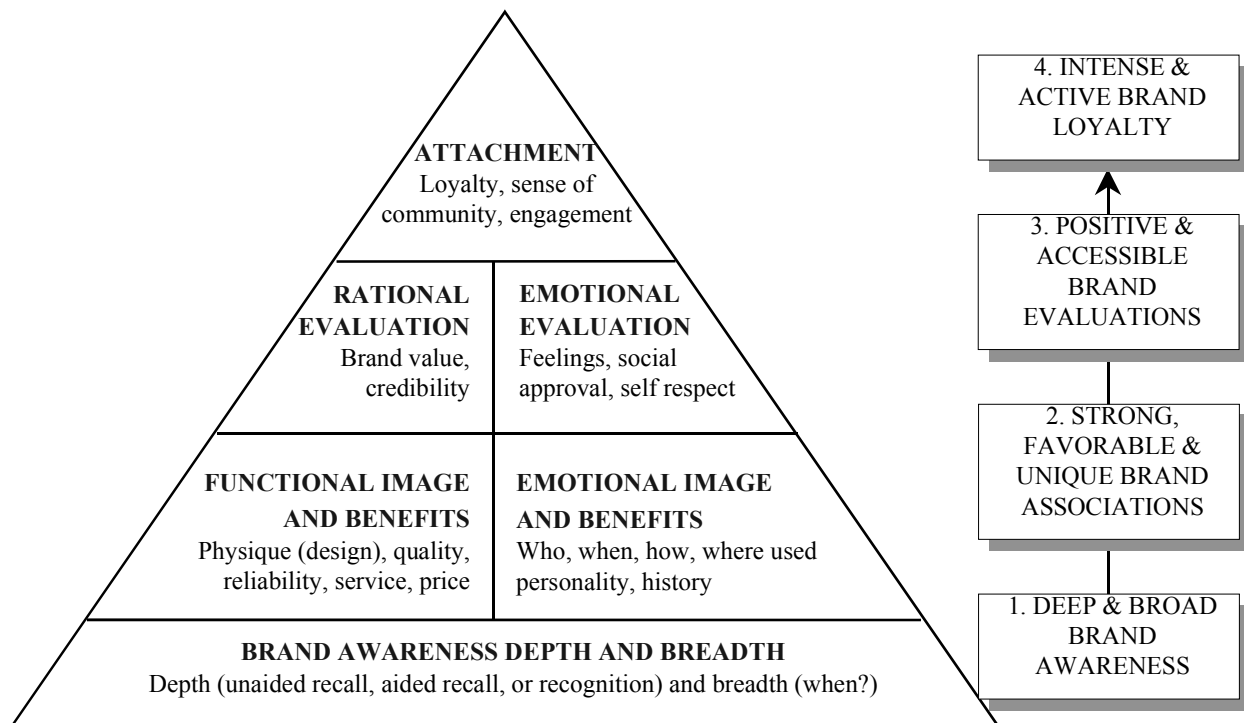 ATTACHMENT
Loyalty, sense of
community, engagement
RATIONAL
EVALUATION
Brand value,
credibility
EMOTIONAL
EVALUATION
Feelings, social
approval, self respect
FUNCTIONAL IMAGE
AND BENEFITS
Physique (design), quality,
reliability, service, price
EMOTIONAL IMAGE
AND BENEFITS
Who, when, how, where used
personality, history
BRAND AWARENESS DEPTH AND BREADTH
Depth (unaided recall, aided recall, or recognition) and breadth (when?)
4. INTENSE &
ACTIVE BRAND
LOYALTY
3. POSITIVE &
ACCESSIBLE
BRAND
EVALUATIONS
2. STRONG,
FAVORABLE &
UNIQUE BRAND
ASSOCIATIONS
1. DEEP & BROAD
BRAND
AWARENESS